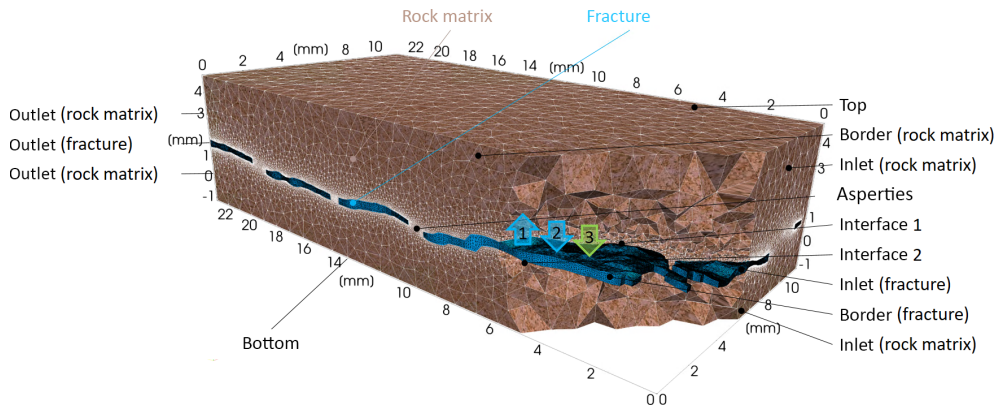 Rock matrix
Fracture
0 2 4 (mm) 8 10
22 20 18 16 14 (mm) 10 8 6 4 2 0
4
3
(mm)
1
0
-1
22 20 18 16 14 (mm) 10 8 6 4 2 0
0 2 4 (mm) 8 10
4
3
1
0
-1
Outlet (rock matrix)
Outlet (fracture)
Outlet (rock matrix)
Top
Border (rock matrix)
Inlet (rock matrix)
Asperties
Interface 1
Interface 2
Inlet (fracture)
Border (fracture)
Inlet (rock matrix)
1 2 3
Bottom